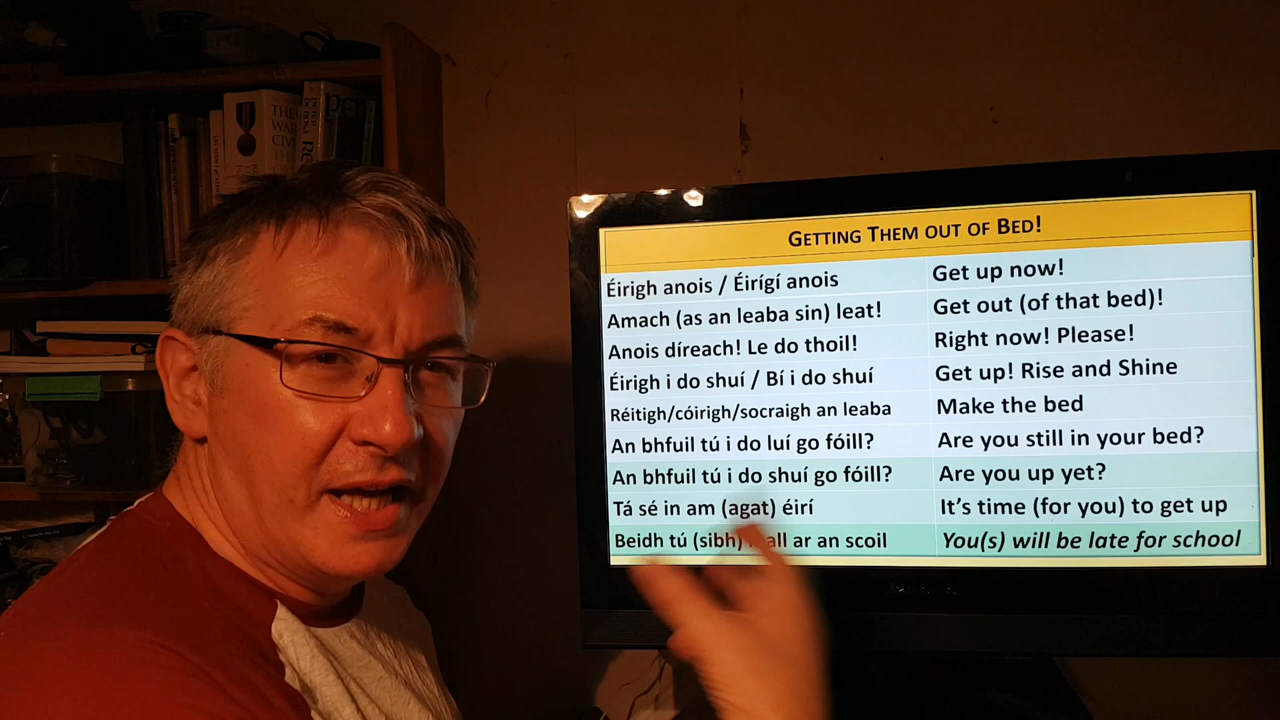 THE
WAR
CIVI
GETTING THEM OUT OF BED!
Éirigh anois / Éirígí anois Get up now!
Amach (as an leaba sin) leat! Get out (of that bed)!
Anois díreach! Le do thoil! Right now! Please!
Éirigh i do shuí / Bí i do shuí Get up! Rise and Shine
Réitigh/cóirigh/socraigh an leaba Make the bed
An bhfuil tú i do luí go fóill? Are you still in your bed?
An bhfuil tú i do shuí go fóill? Are you up yet?
Tá sé in am (agat) éirí It's time (for you) to get up
Beidh tú (sibh) all ar an scoil You(s) will be late for school